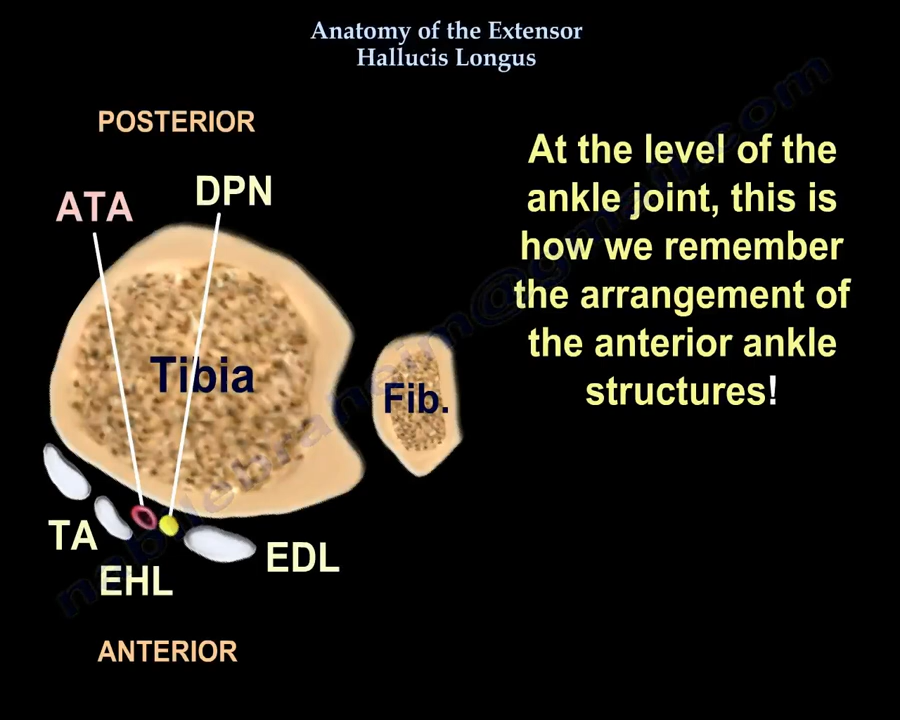 Anatomy of the Extensor
Hallucis Longus
POSTERIOR
ATA
DPN
At the level of the
ankle joint, this is
how we remember
the arrangement of
the anterior ankle
structures!
Tibia
Fib.
TA
EHL
EDL
ANTERIOR